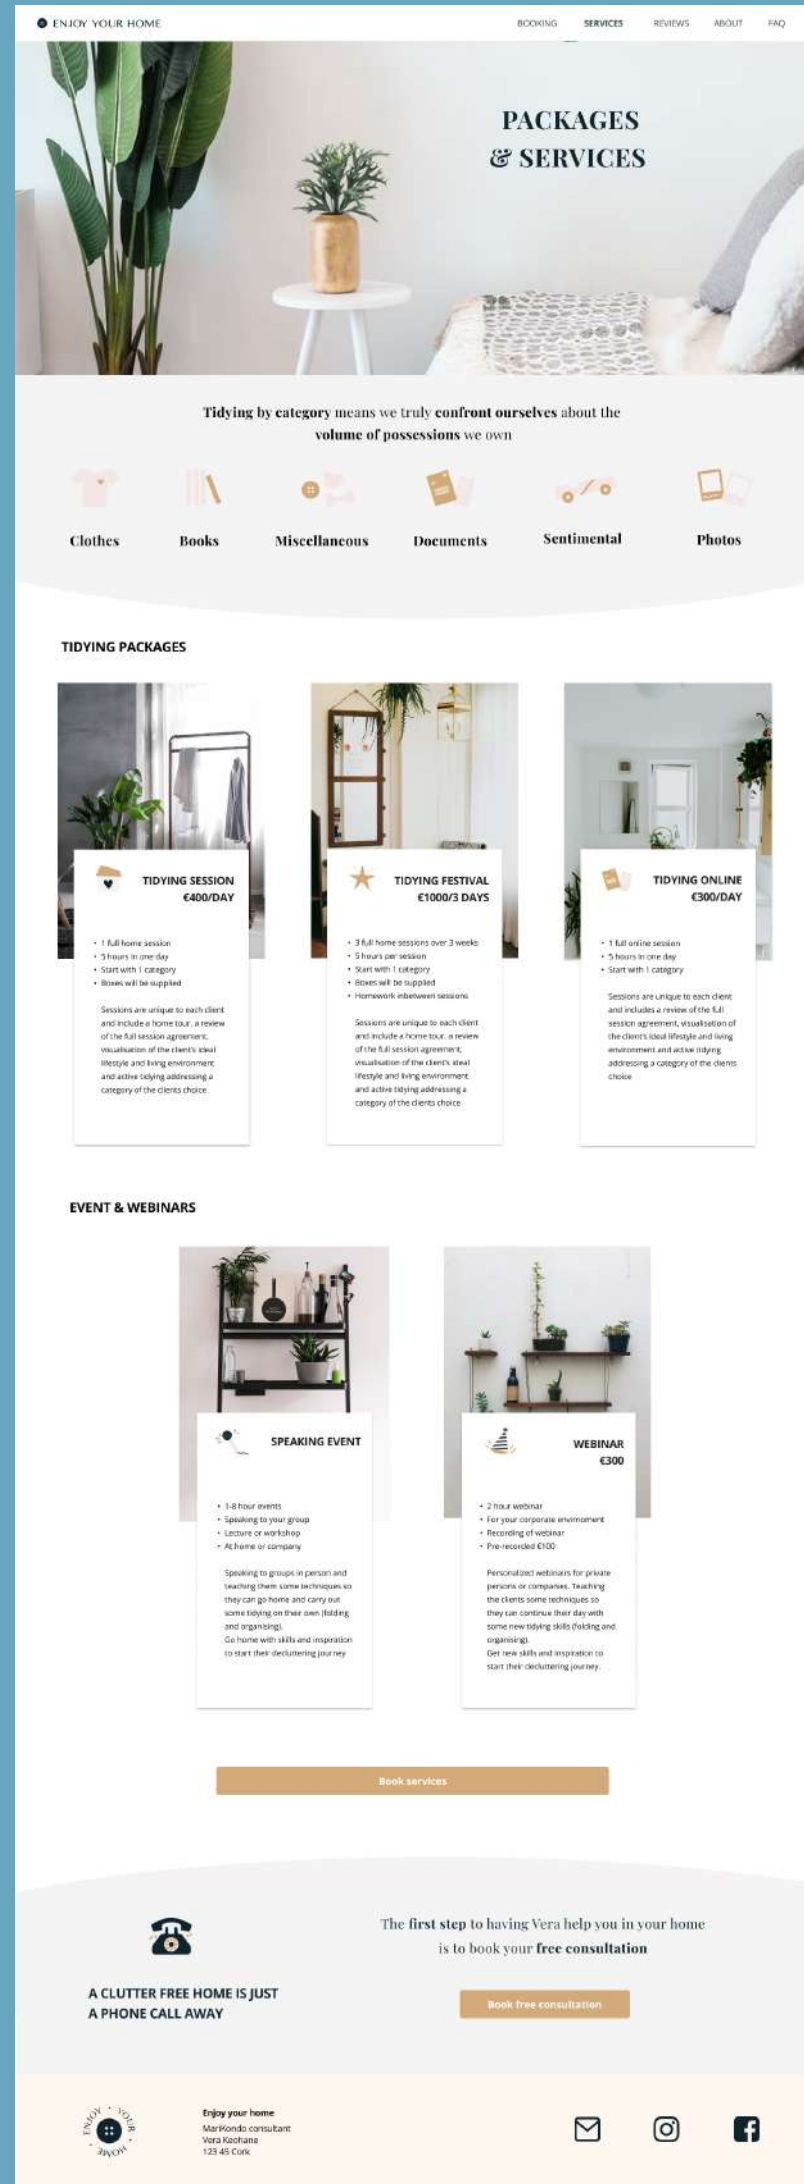 ENJOY YOUR HOME
BOOKING SERVICES REVIEWS ABOUT FAQ
PACKAGES
& SERVICES
Tidying by category means we truly confront ourselves about the
volume of possessions we own
Clothes Books Miscellaneous Documents Sentimental Photos
TIDYING PACKAGES
TIDYING SESSION
€400/DAY
• 1 full home session
• 5 hours in one day
• Start with 1 category
• Boxes will be supplied
Sessions are unique to each client
and include a home tour, a review
of the full session agreement,
visualisation of the client's ideal
lifestyle and living environment
and active tidying addressing a
category of the clients choice
TIDYING FESTIVAL
€1000/3 DAYS
• 3 full home sessions over 3 weeks
• 5 hours per session
• Start with 1 category
• Boxes will be supplied
• Homework inbetween sessions
Sessions are unique to each client
and include a home tour, a review
of the full session agreement,
visualisation of the client's ideal
lifestyle and living environment
and active tidying addressing a
category of the clients choice
TIDYING ONLINE
€300/DAY
• 1 full online session
• 5 hours in one day
• Start with 1 category
Sessions are unique to each client
and includes a review of the full
session agreement, visualisation of
the client's ideal lifestyle and living
environment and active tidying
addressing a category of the clients
choice
EVENT & WEBINARS
SPEAKING EVENT
• 1-8 hour events
• Speaking to your group
• Lecture or workshop
• At home or company
Speaking to groups in person and
teaching them some techniques so
they can go home and carry out
some tidying on their own (folding
and organising).
Go home with skills and inspiration
to start their decluttering journey
WEBINAR
€300
• 2 hour webinar
• For your corporate envirnoment
• Recording of webinar
• Pre-recorded €100
Personalized webinairs for private
persons or companies. Teaching
the clients some techniques so
they can continue their day with
some new tidying skills (folding and
organising).
Get new skills and inspiration to
start their decluttering journey.
Book services
A CLUTTER FREE HOME IS JUST
A PHONE CALL AWAY
The first step to having Vera help you in your home
is to book your free consultation
Book free consultation
ENJOY • YOUR • HOME •
Enjoy your home
MariKondo consultant
Vera Keohane
123 45 Cork